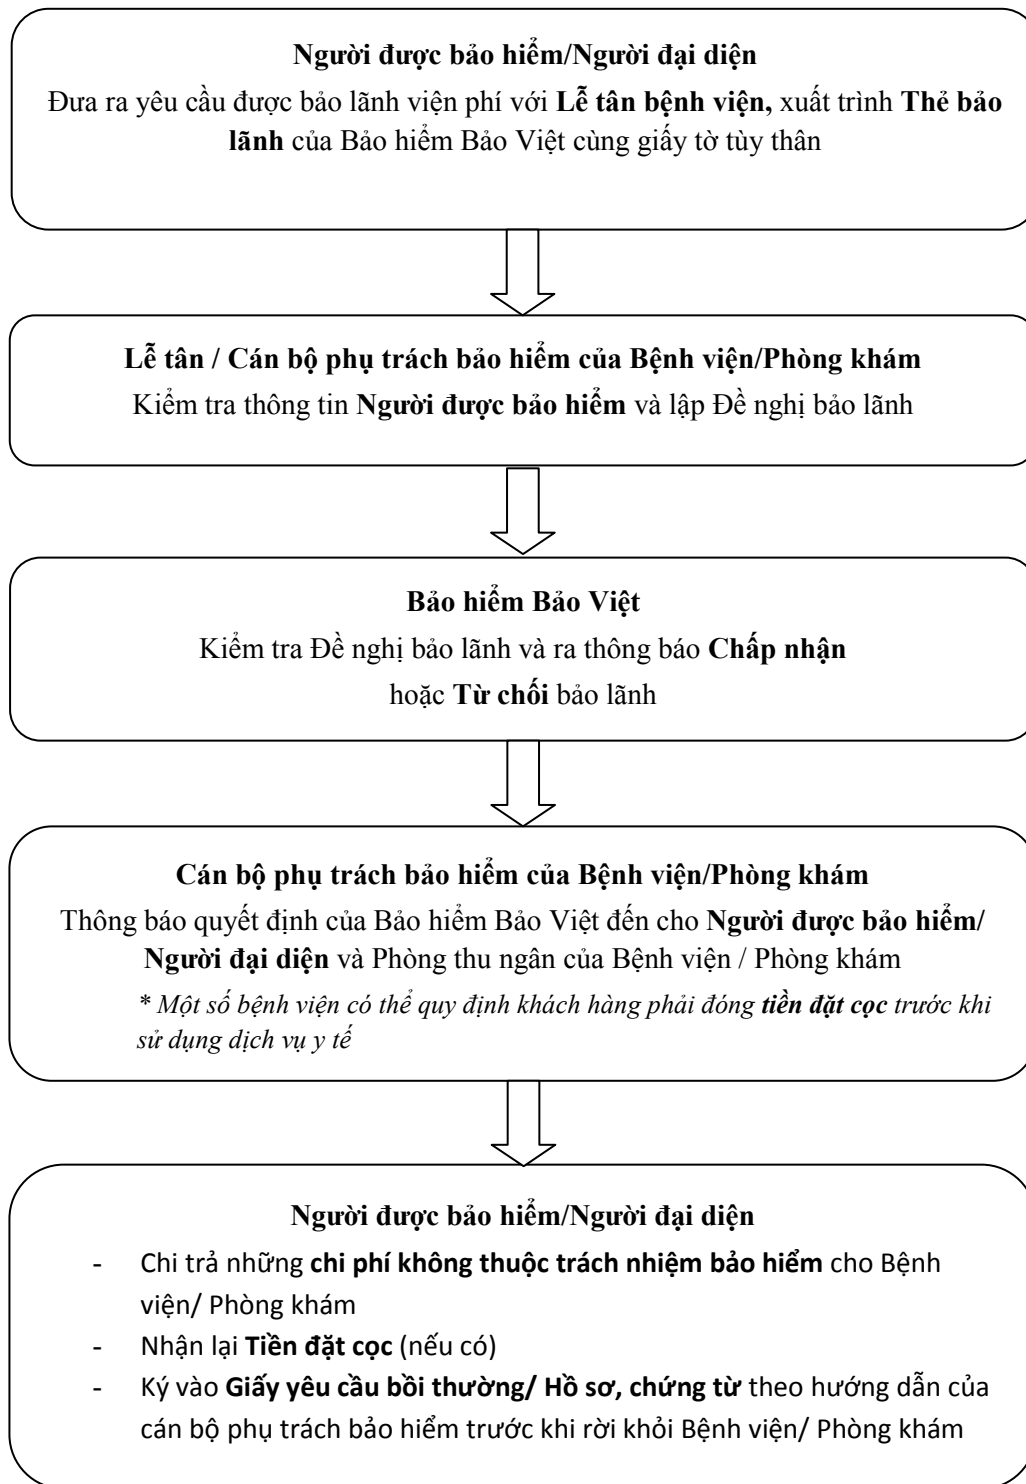 Người được bảo hiểm/Người đại diện
Đưa ra yêu cầu được bảo lãnh viện phí với Lễ tân bệnh viện, xuất trình Thẻ bảo
lãnh của Bảo hiểm Bảo Việt cùng giấy tờ tùy thân
Lễ tân / Cán bộ phụ trách bảo hiểm của Bệnh viện/Phòng khám
Kiểm tra thông tin Người được bảo hiểm và lập Đề nghị bảo lãnh
Bảo hiểm Bảo Việt
Kiểm tra Đề nghị bảo lãnh và ra thông báo Chấp nhận
hoặc Từ chối bảo lãnh
Cán bộ phụ trách bảo hiểm của Bệnh viện/Phòng khám
Thông báo quyết định của Bảo hiểm Bảo Việt đến cho Người được bảo hiểm/
Người đại diện và Phòng thu ngân của Bệnh viện / Phòng khám
* Một số bệnh viện có thể quy định khách hàng phải đóng tiền đặt cọc trước khi
sử dụng dịch vụ y tế
Người được bảo hiểm/Người đại diện
- Chi trả những chi phí không thuộc trách nhiệm bảo hiểm cho Bệnh
viện/ Phòng khám
- Nhận lại Tiền đặt cọc (nếu có)
- Ký vào Giấy yêu cầu bồi thường/ Hồ sơ, chứng từ theo hướng dẫn của
cán bộ phụ trách bảo hiểm trước khi rời khỏi Bệnh viện/ Phòng khám